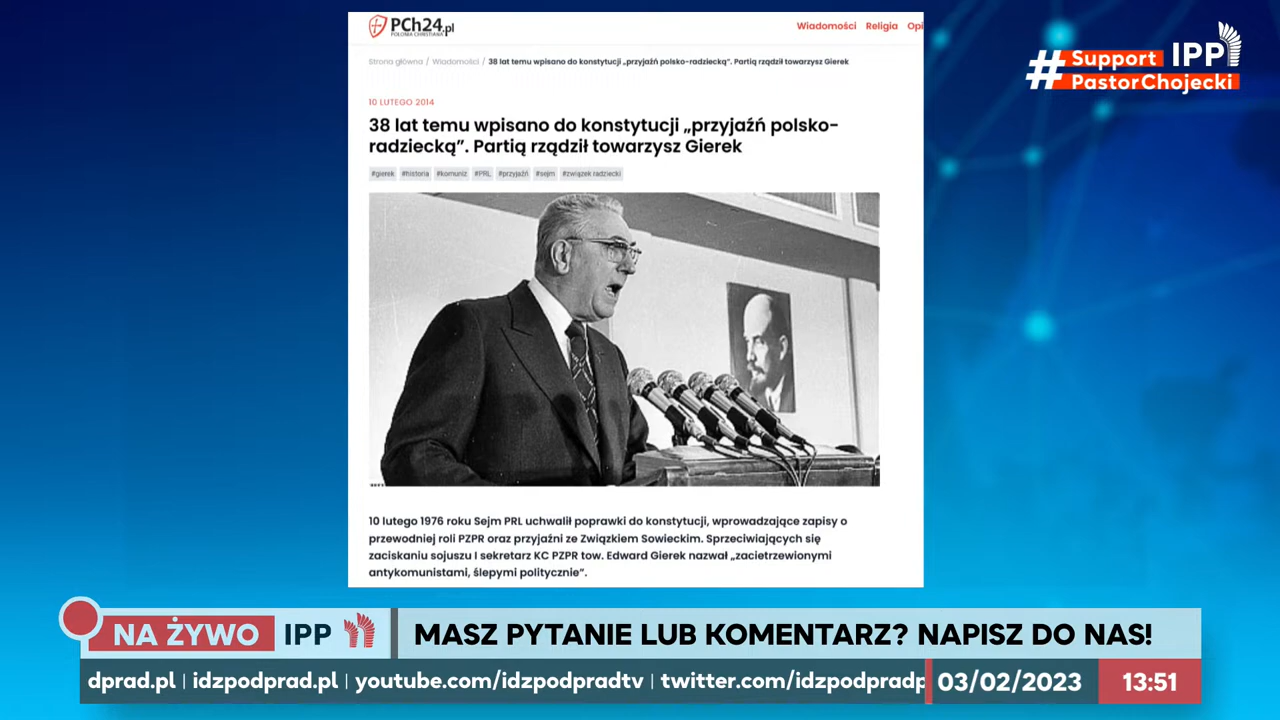 PCh24.pl
POLONIA CHRISTIANA
Wiadomości Religia Opi
# Support IPP
PastorChojecki
Strona główna / Wiadomości / 38 lat temu wpisano do konstytucji „przyjaźń polsko-radziecką”. Partią rządził towarzysz Gierek
10 LUTEGO 2014
38 lat temu wpisano do konstytucji „przyjaźń polsko-
radziecką”. Partią rządził towarzysz Gierek
#gierek #historia #komuniz #PRL #przyjaźń #sejm #związek radziecki
10 lutego 1976 roku Sejm PRL uchwalił poprawki do konstytucji, wprowadzające zapisy o
przewodniej roli PZPR oraz przyjaźni ze Związkiem Sowieckim. Sprzeciwiających się
zaciskaniu sojuszu I sekretarz KC PZPR tow. Edward Gierek nazwał „zacietrzewionymi
antykomunistami, ślepymi politycznie”.
NA ŻYWO IPP
MASZ PYTANIE LUB KOMENTARZ? NAPISZ DO NAS!
dprad.pl | idzpodprad.pl | youtube.com/idzpodpradtv | twitter.com/idzpodpradp
03/02/2023 13:51